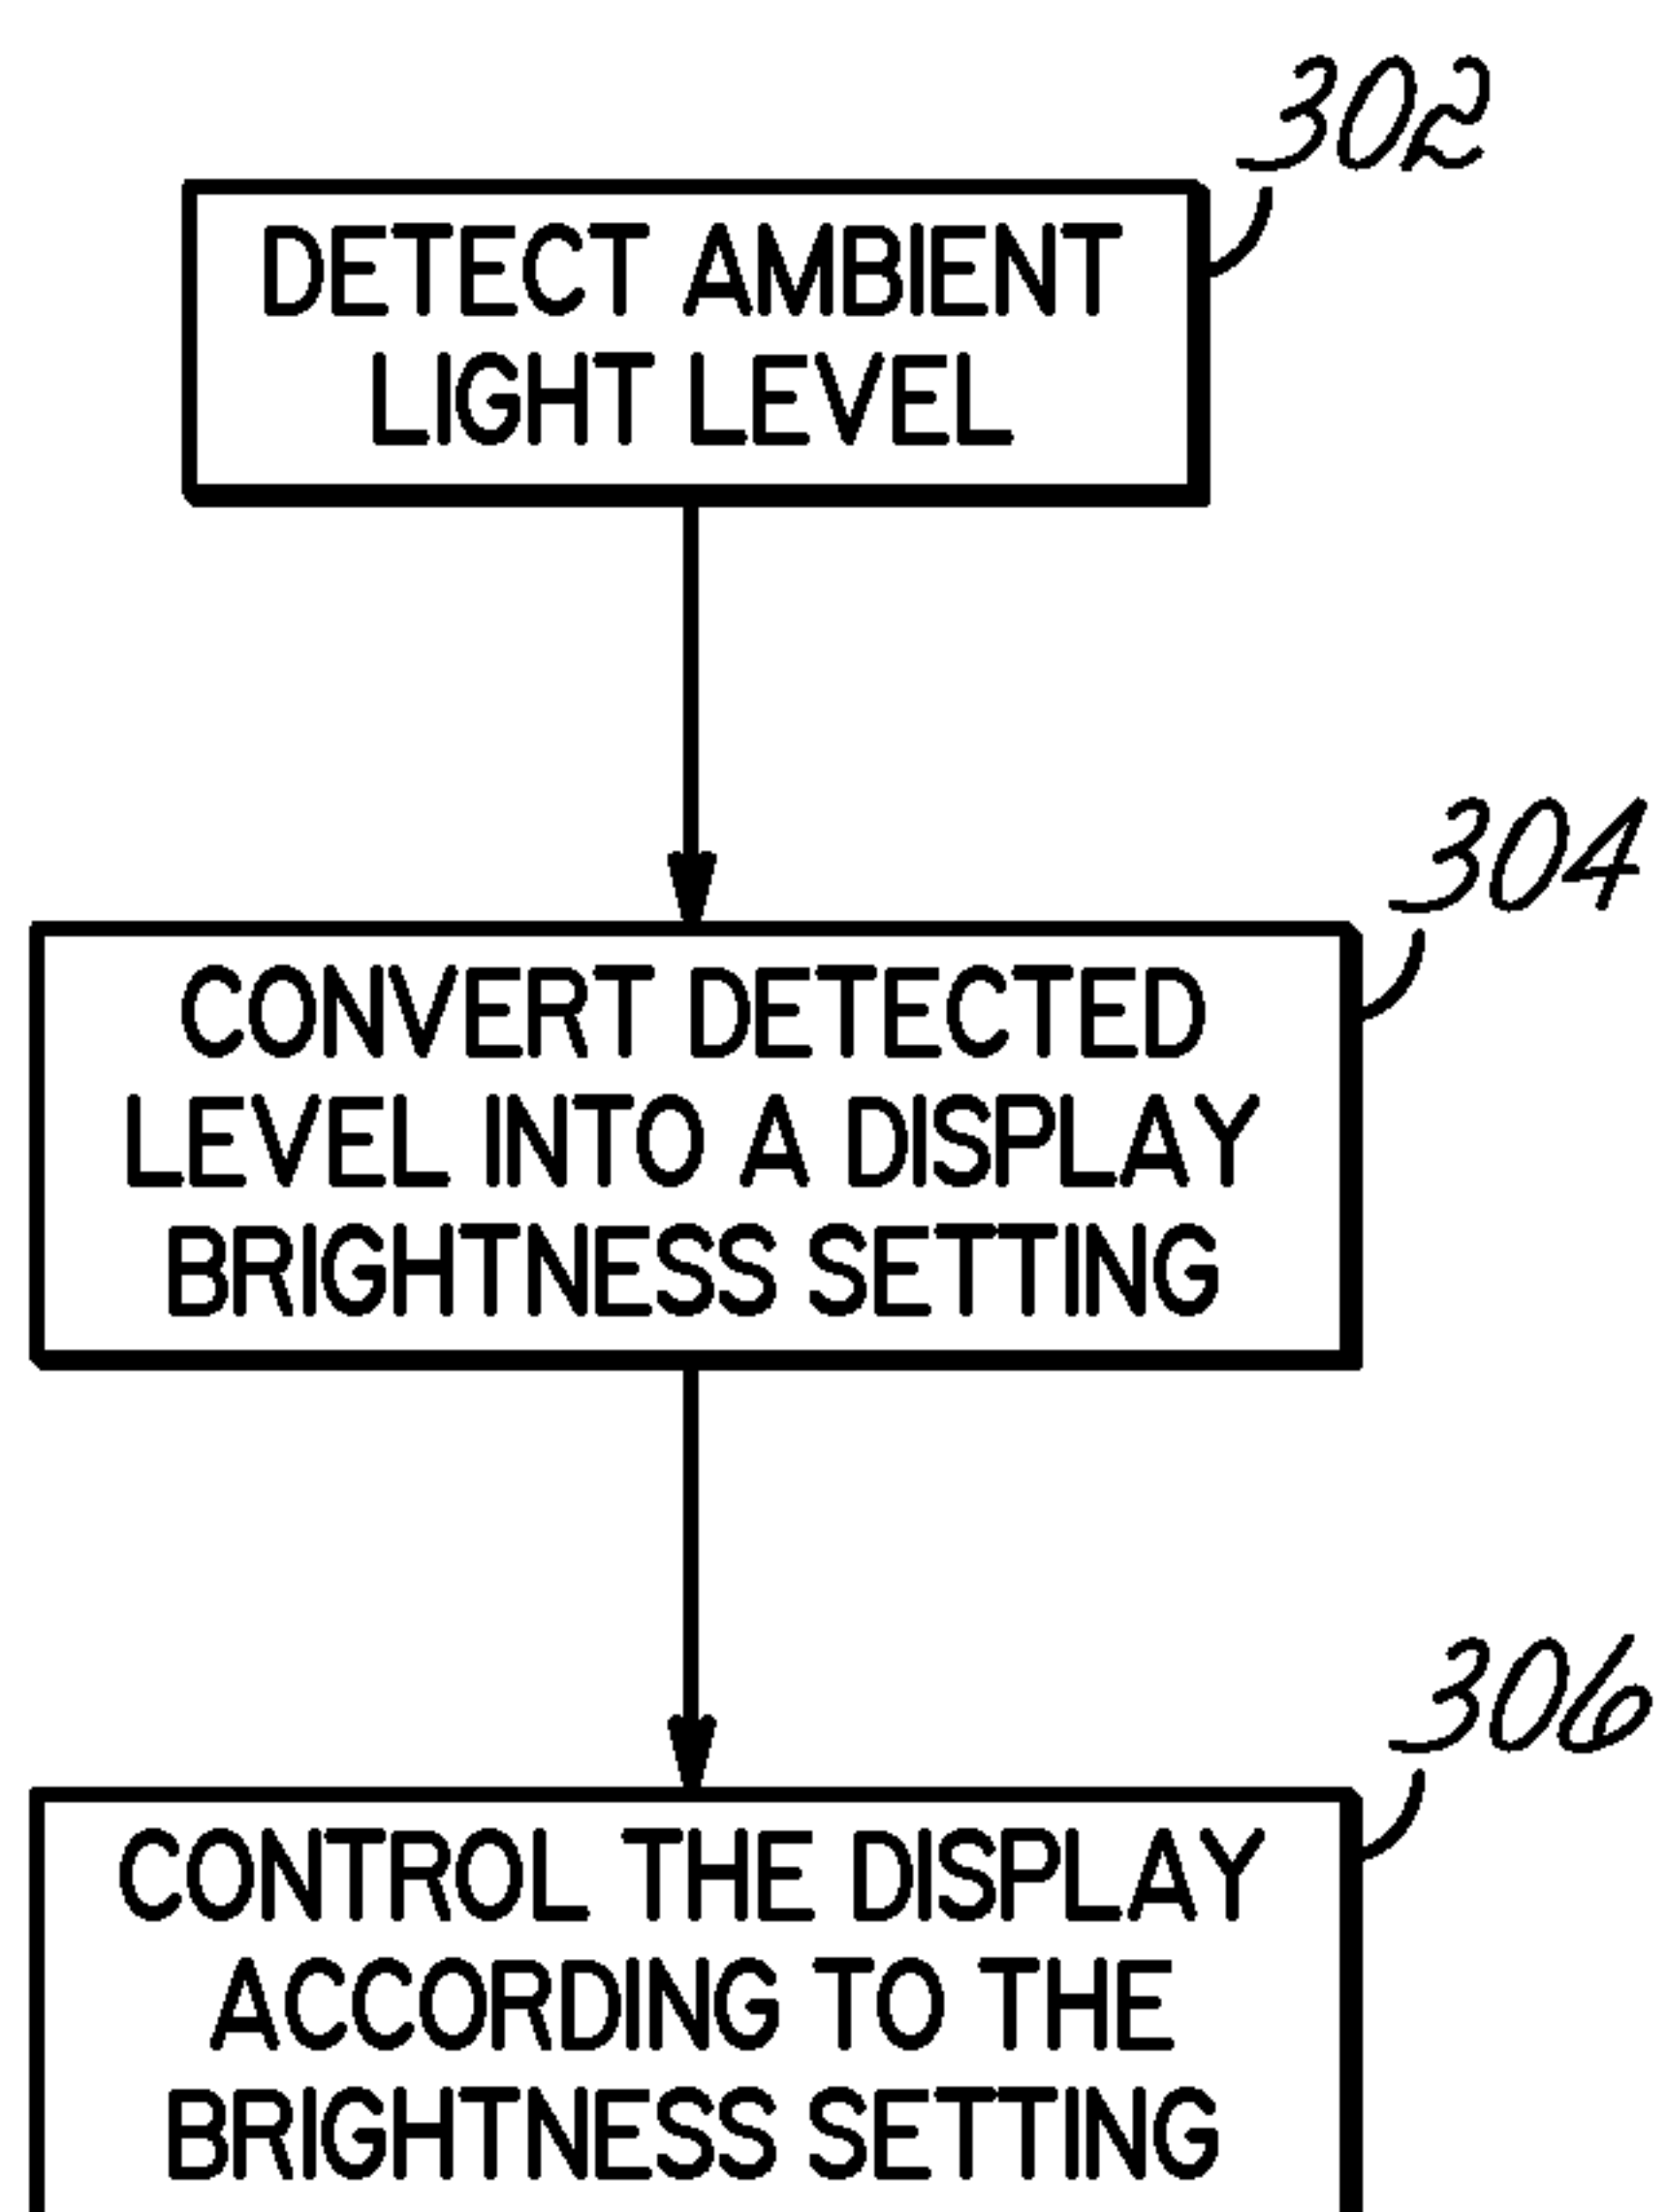 302
DETECT AMBIENT
LIGHT LEVEL
304
CONVERT DETECTED
LEVEL INTO A DISPLAY
BRIGHTNESS SETTING
306
CONTROL THE DISPLAY
ACCORDING TO THE
BRIGHTNESS SETTING